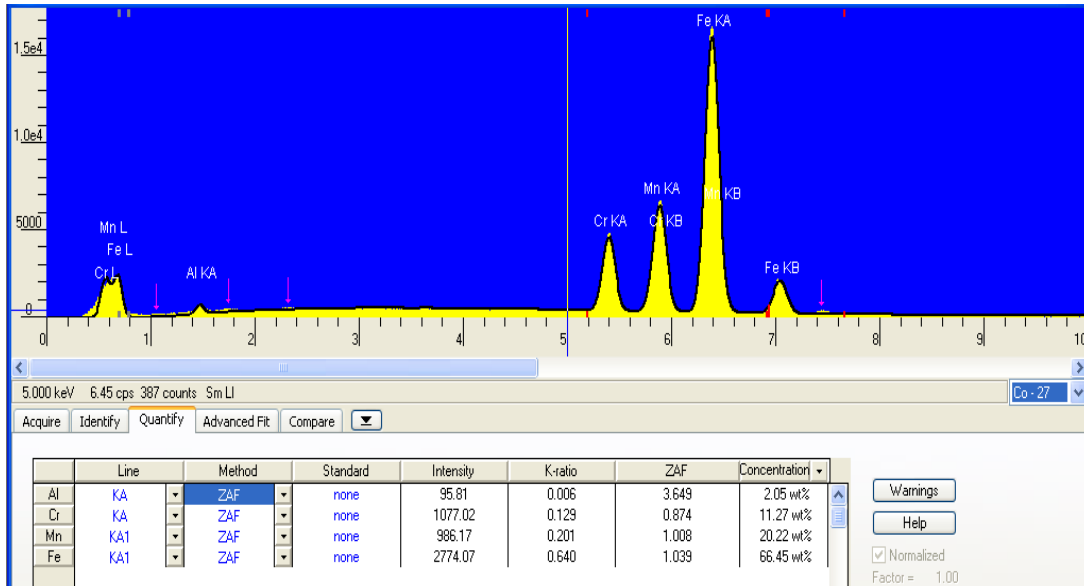 Fe KA
1.5e4
1.0e4
Mn KA
Mn KB
Cr KA
Cr KB
5000
Mn L
Fe L
Cr L
Al KA
Fe KB
0
0 1 2 3 4 5 6 7 8 9 10
5.000 keV 6.45 cps 387 counts Sm Ll
Co - 27
Acquire Identify Quantify Advanced Fit Compare
Line Method Standard Intensity K-ratio ZAF Concentration
Al KA ZAF none 95.81 0.006 3.649 2.05 wt%
Cr KA ZAF none 1077.02 0.129 0.874 11.27 wt%
Mn KA1 ZAF none 986.17 0.201 1.008 20.22 wt%
Fe KA1 ZAF none 2774.07 0.640 1.039 66.45 wt%
Warnings
Help
Normalized
Factor = 1.00